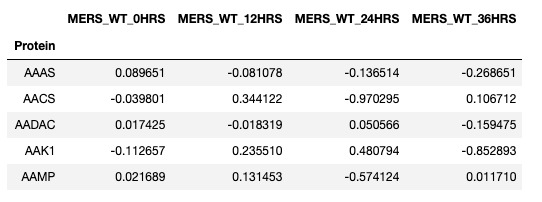 MERS_WT_0HRS MERS_WT_12HRS MERS_WT_24HRS MERS_WT_36HRS
Protein
AAAS 0.089651 -0.081078 -0.136514 -0.268651
AACS -0.039801 0.344122 -0.970295 0.106712
AADAC 0.017425 -0.018319 0.050566 -0.159475
AAK1 -0.112657 0.235510 0.480794 -0.852893
AAMP 0.021689 0.131453 -0.574124 0.011710